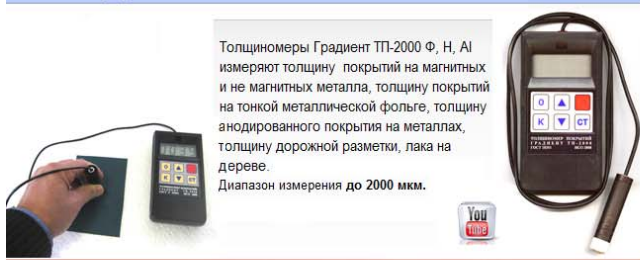 Толщиномеры Градиент ТП-2000 Ф, Н, Al
измеряют толщину покрытий на магнитных
и не магнитных металла, толщину покрытий
на тонкой металлической фольге, толщину
анодированного покрытия на металлах,
толщину дорожной разметки, лака на
дереве.
Диапазон измерения до 2000 мкм.
You
Tube
О
К
СТ
ТОЛЩИНОМЕР ПОКРЫТИЙ
ГРАДИЕНТ ТП-2000